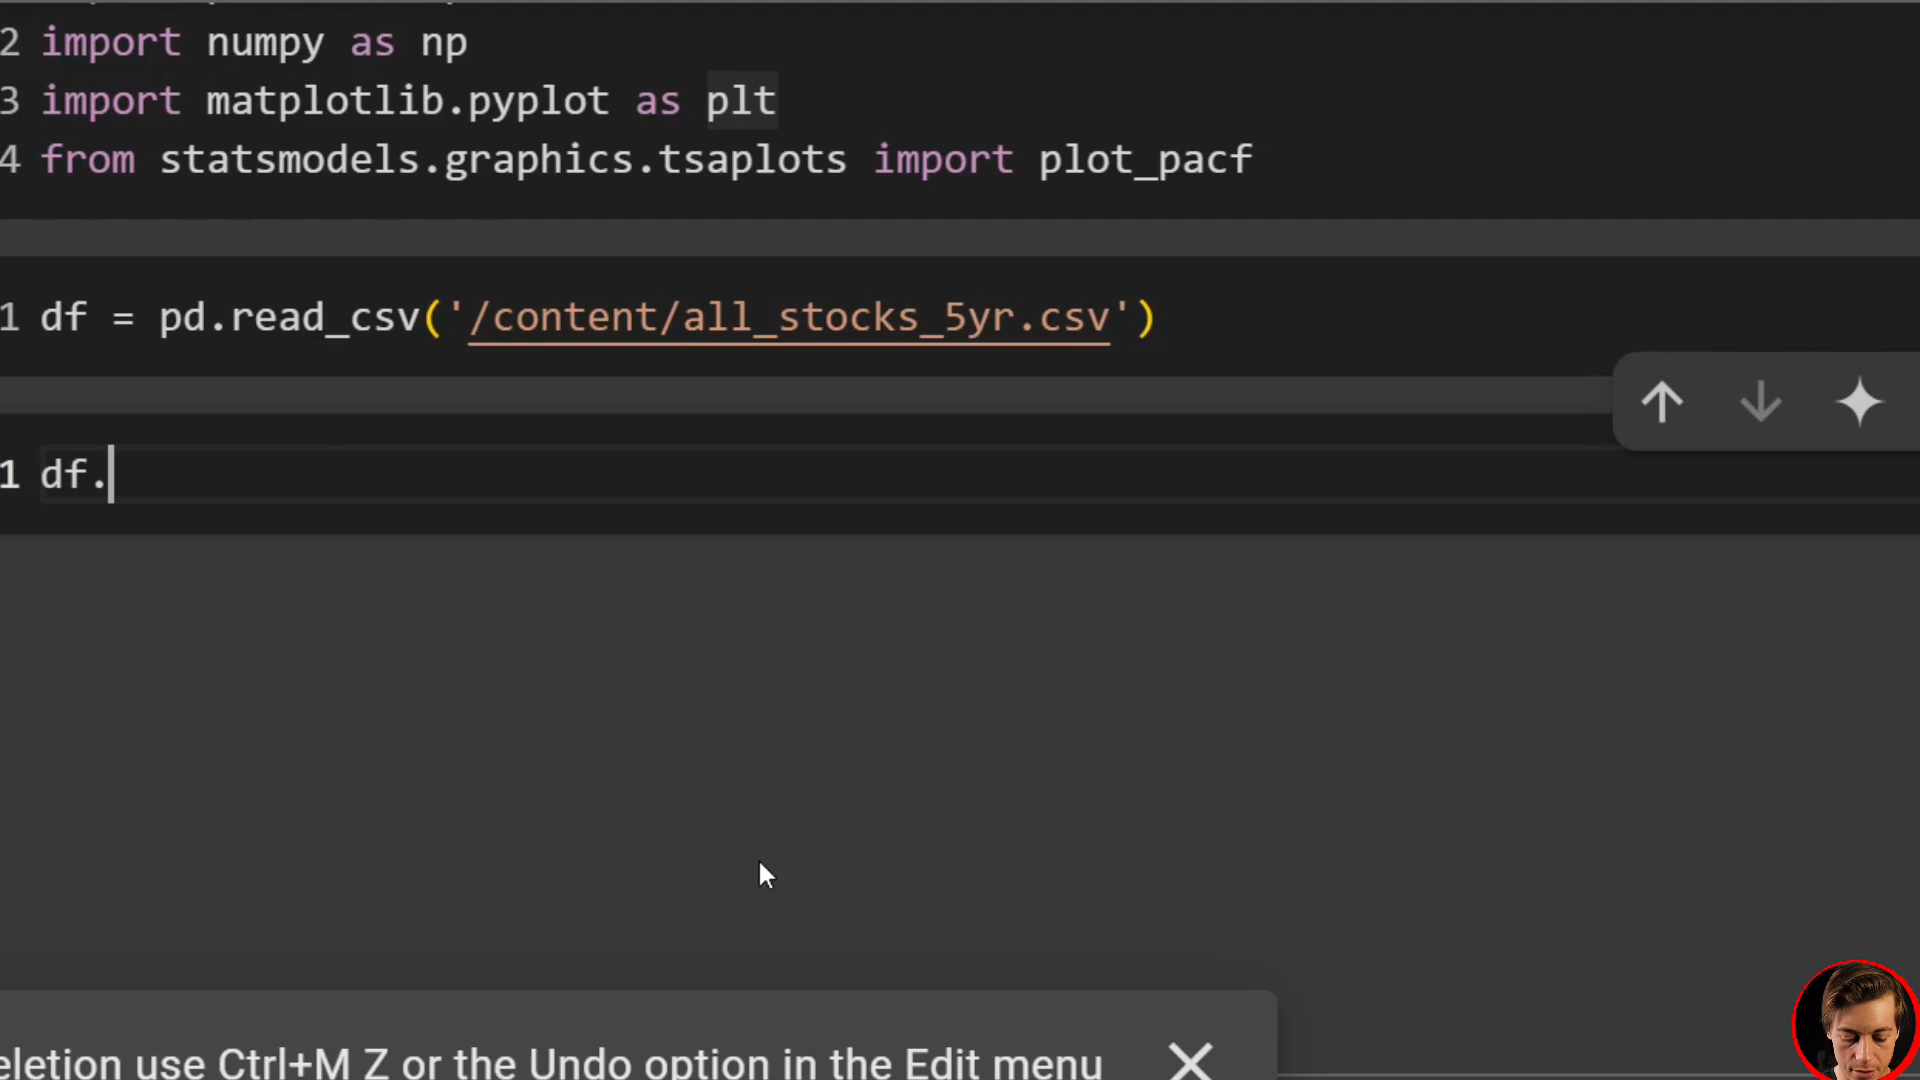 2 import numpy as np
3 import matplotlib.pyplot as plt
4 from statsmodels.graphics.tsaplots import plot_pacf
1 df = pd.read_csv('/content/all_stocks_5yr.csv')
1 df.
eletion use Ctrl+M Z or the Undo option in the Edit menu